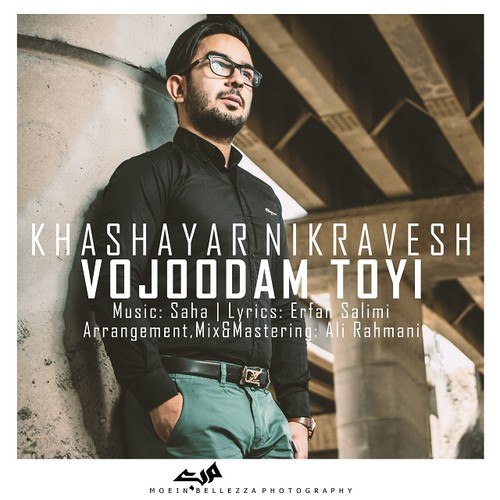 KHASHAYAR NIKRAVESH
VOJOODAM TOYI
Music: Saha | Lyrics: Erfan Salimi
Arrangement,Mix&Mastering: Ali Rahmani
MOEIN BELLEZZA PHOTOGRAPHY